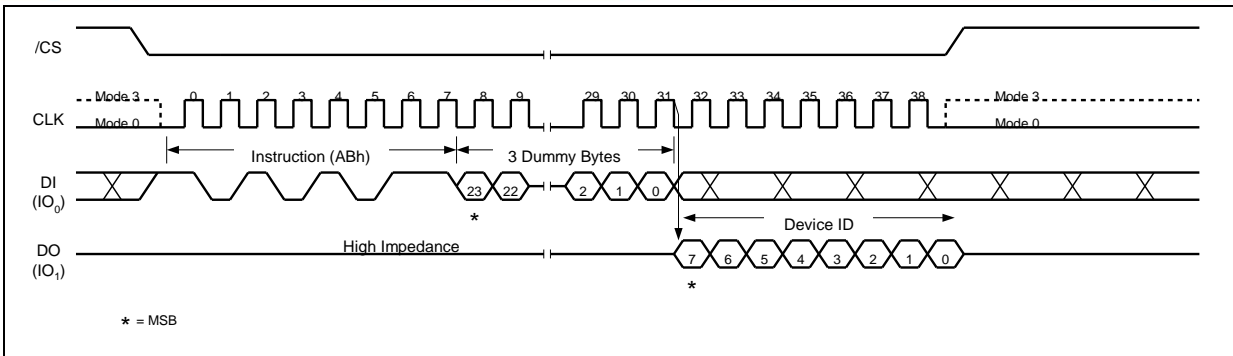 /CS
Mode 3 0 1 2 3 4 5 6 7 8 9 29 30 31 32 33 34 35 36 37 38 Mode 3
CLK
Mode 0 Mode 0
Instruction (ABh) 3 Dummy Bytes
DI
(IO0)
23 22 2 1 0
*
Device ID
DO
(IO1)
High Impedance
7 6 5 4 3 2 1 0
*
* = MSB